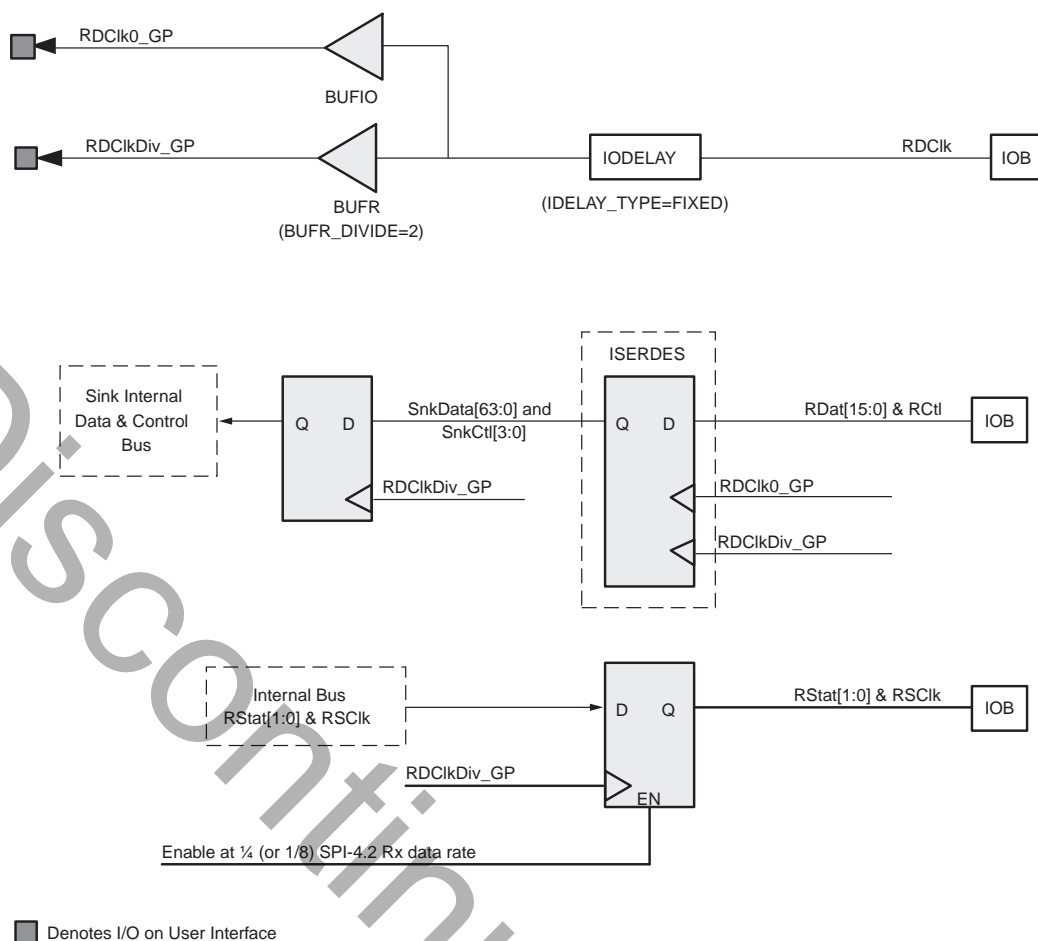 RDClk0_GP
BUFIO
RDClkDiv_GP
IODELAY
RDClk
IOB
BUFR
(BUFR_DIVIDE=2)
(IDELAY_TYPE=FIXED)
ISERDES
Sink Internal
Data & Control
Bus
Q D
SnkData[63:0] and
SnkCtl[3:0]
Q D
RDat[15:0] & RCtl
IOB
RDClkDiv_GP
RDClk0_GP
RDClkDiv_GP
Internal Bus
RStat[1:0] & RSClk
D Q
RStat[1:0] & RSClk
IOB
RDClkDiv_GP
EN
Enable at ¼ (or 1/8) SPI-4.2 Rx data rate
Denotes I/O on User Interface
Discontin